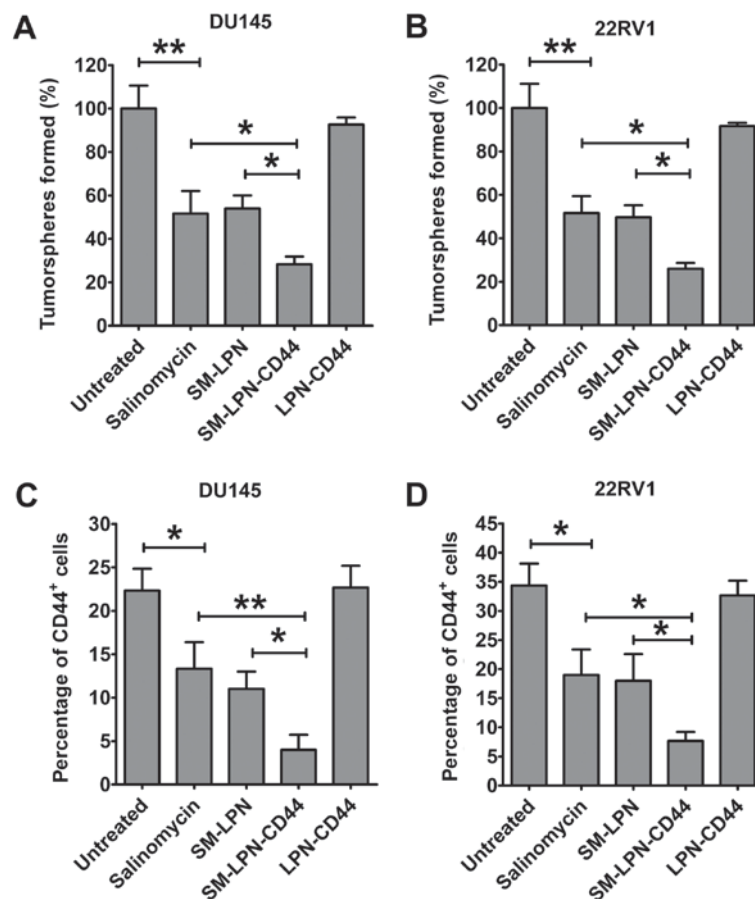 A
DU145
Tumorspheres formed (%)
120
100
80
60
40
20
0
**
*
*
Untreated
Salinomycin
SM-LPN
SM-LPN-CD44
LPN-CD44
B
22RV1
Tumorspheres formed (%)
120
100
80
60
40
20
0
**
*
*
Untreated
Salinomycin
SM-LPN
SM-LPN-CD44
LPN-CD44
C
DU145
Percentage of CD44⁺ cells
30
25
20
15
10
5
0
*
**
*
Untreated
Salinomycin
SM-LPN
SM-LPN-CD44
LPN-CD44
D
22RV1
Percentage of CD44⁺ cells
45
40
35
30
25
20
15
10
5
0
*
*
*
Untreated
Salinomycin
SM-LPN
SM-LPN-CD44
LPN-CD44